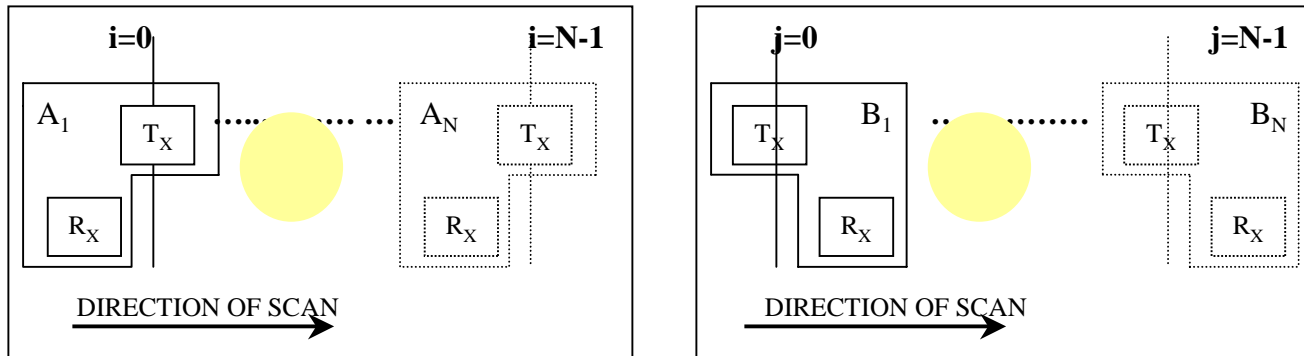 i=0
i=N-1
A1
TX
AN
TX
RX
RX
DIRECTION OF SCAN
j=0
j=N-1
TX
B1
TX
BN
RX
RX
DIRECTION OF SCAN